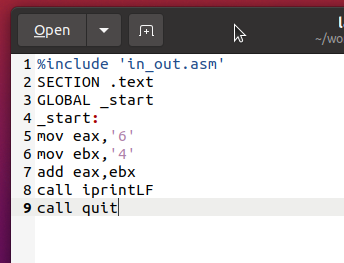 Open
~/wo
1 %include 'in_out.asm'
2 SECTION .text
3 GLOBAL _start
4 _start:
5 mov eax,'6'
6 mov ebx,'4'
7 add eax,ebx
8 call iprintLF
9 call quit